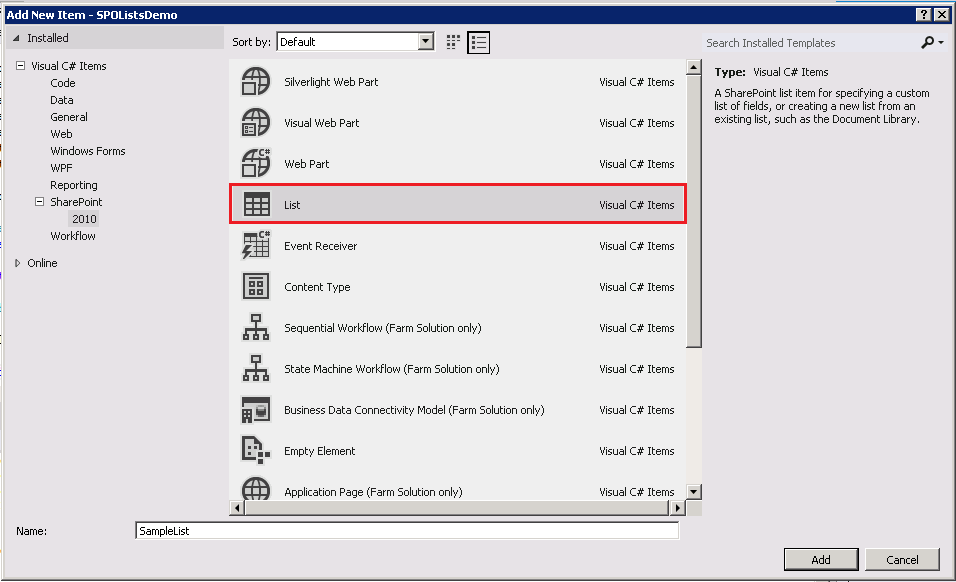 Add New Item - SPOListsDemo
Installed
Sort by: Default
Search Installed Templates
Visual C# Items
Code
Data
General
Web
Windows Forms
WPF
Reporting
SharePoint
2010
Workflow
Online
Silverlight Web Part Visual C# Items
Visual Web Part Visual C# Items
C#
Web Part Visual C# Items
List Visual C# Items
C#
Event Receiver Visual C# Items
Content Type Visual C# Items
Sequential Workflow (Farm Solution only) Visual C# Items
State Machine Workflow (Farm Solution only) Visual C# Items
Business Data Connectivity Model (Farm Solution only) Visual C# Items
Empty Element Visual C# Items
Application Page (Farm Solution only) Visual C# Items
Type: Visual C# Items
A SharePoint list item for specifying a custom
list of fields, or creating a new list from an
existing list, such as the Document Library.
Name: SampleList
Add Cancel